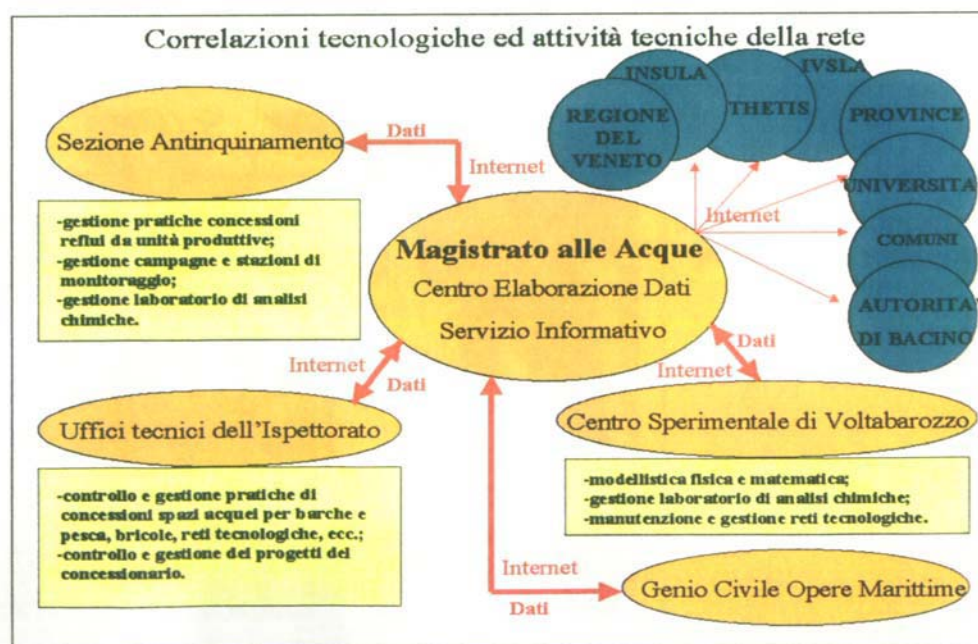 Correlazioni tecnologiche ed attività tecniche della rete
Sezione Antinquinamento
Dati
Internet
-gestione pratiche concessioni
reflui da unità produttive;
-gestione campagne e stazioni di
monitoraggio;
-gestione laboratorio di analisi
chimiche.
INSULA
IVSLA
REGIONE
DEL
VENETO
THETIS
PROVINCE
UNIVERSITA
COMUNI
AUTORITA
DI BACINO
Internet
Magistrato alle Acque
Centro Elaborazione Dati
Servizio Informativo
Internet
Dati
Dati
Internet
Uffici tecnici dell'Ispettorato
-controllo e gestione pratiche di
concessioni spazi acquei per barche e
pesca, bricole, reti tecnologiche, ecc.;
-controllo e gestione dei progetti del
concessionario.
Centro Sperimentale di Voltabarozzo
-modellistica fisica e matematica;
-gestione laboratorio di analisi chimiche;
-manutenzione e gestione reti tecnologiche.
Internet
Dati
Genio Civile Opere Marittime